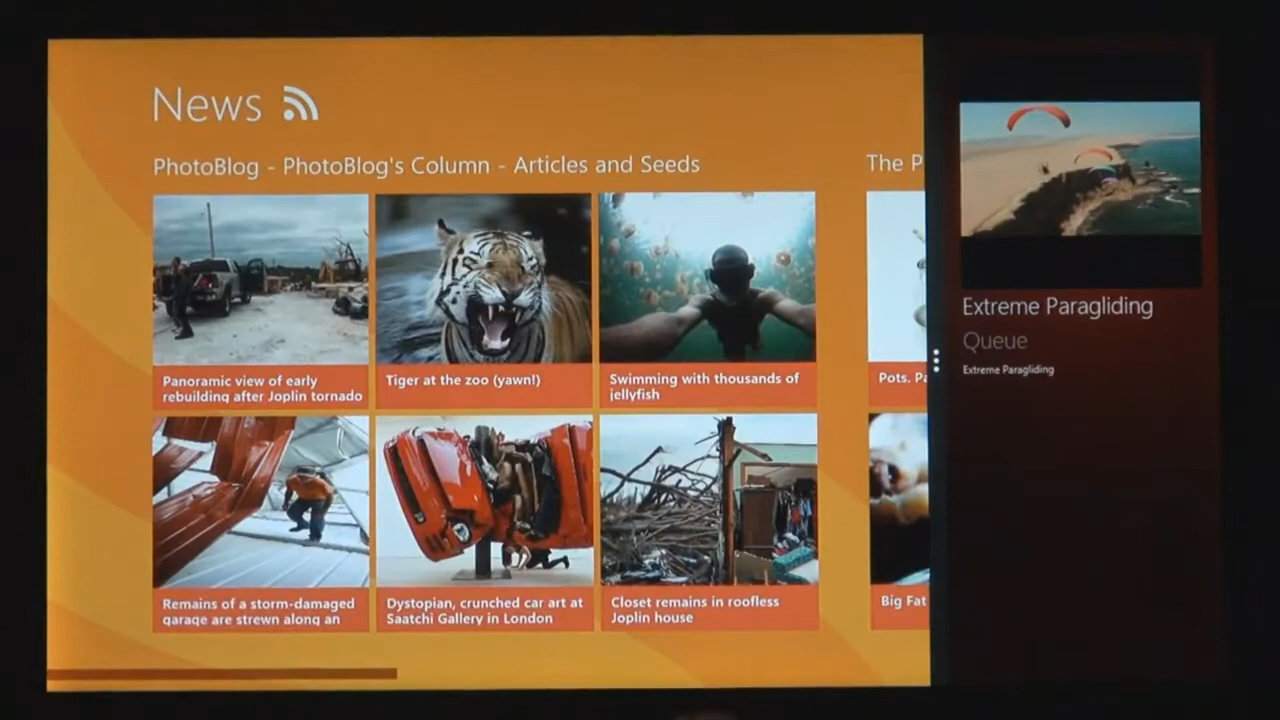 News
PhotoBlog - PhotoBlog's Column - Articles and Seeds
The P
Panoramic view of early
rebuilding after Joplin tornado
Tiger at the zoo (yawn!)
Swimming with thousands of
jellyfish
Pots. Pa
Remains of a storm-damaged
garage are strewn along an
Dystopian, crunched car art at
Saatchi Gallery in London
Closet remains in roofless
Joplin house
Big Fat
Extreme Paragliding
Queue
Extreme Paragliding